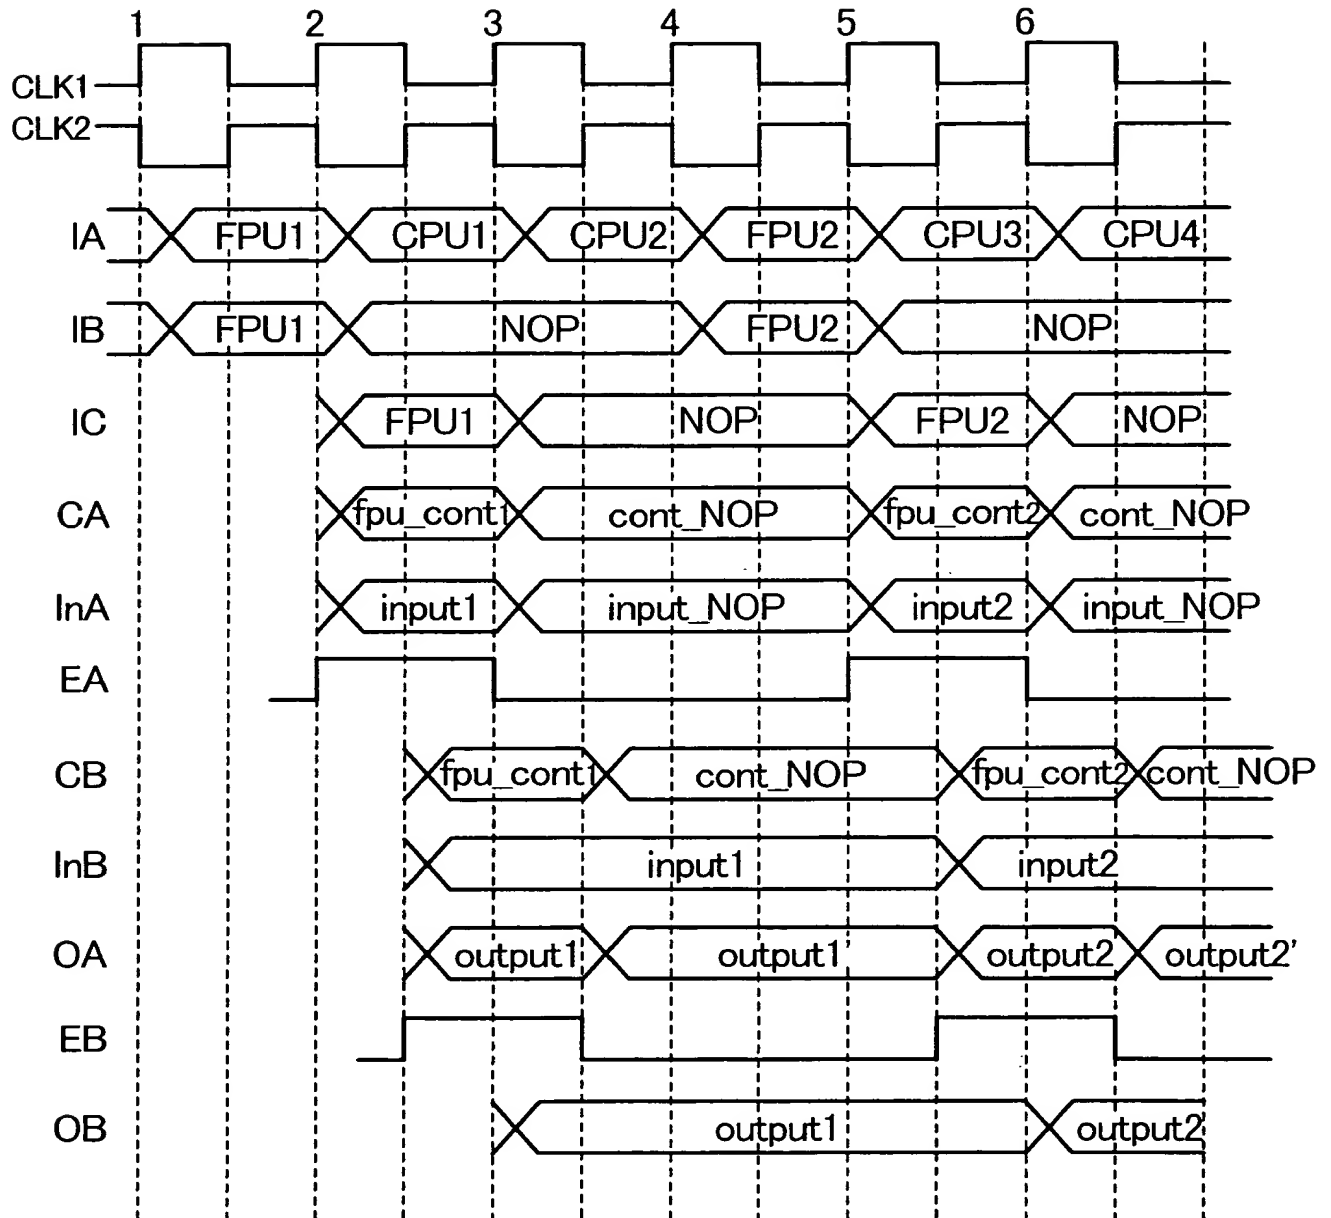 1 2 3 4 5 6
CLK1
CLK2
IA FPU1 CPU1 CPU2 FPU2 CPU3 CPU4
IB FPU1 NOP FPU2 NOP
IC FPU1 NOP FPU2 NOP
CA fpu_cont1 cont_NOP fpu_cont2 cont_NOP
InA input1 input_NOP input2 input_NOP
EA
CB fpu_cont1 cont_NOP fpu_cont2 cont_NOP
InB input1 input2
OA output1 output1' output2 output2'
EB
OB output1 output2